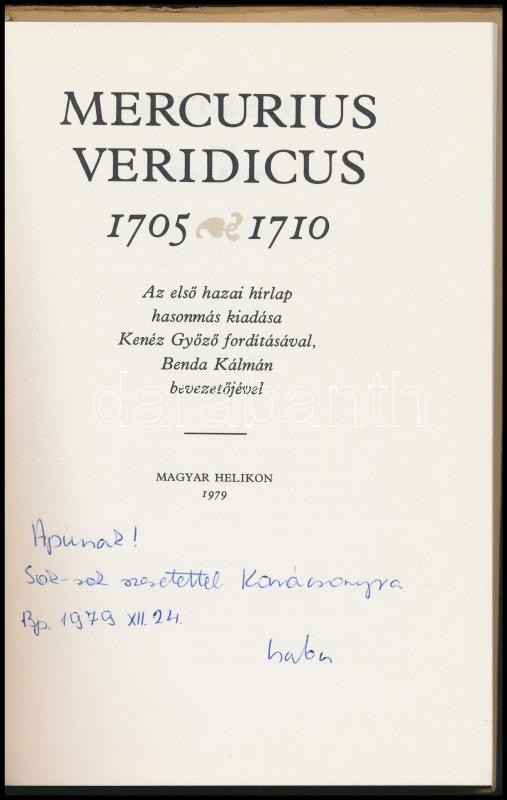 MERCURIUS
VERIDICUS
1705 1710
Az első hazai hírlap
hasonmás kiadása
Kenéz Győző fordításával,
Benda Kálmán
bevezetőjével
darabanth
MAGYAR HELIKON
1979
Apunak!
Sok-sok szeretettel Karácsonyra
Bp. 1979 XII. 24.